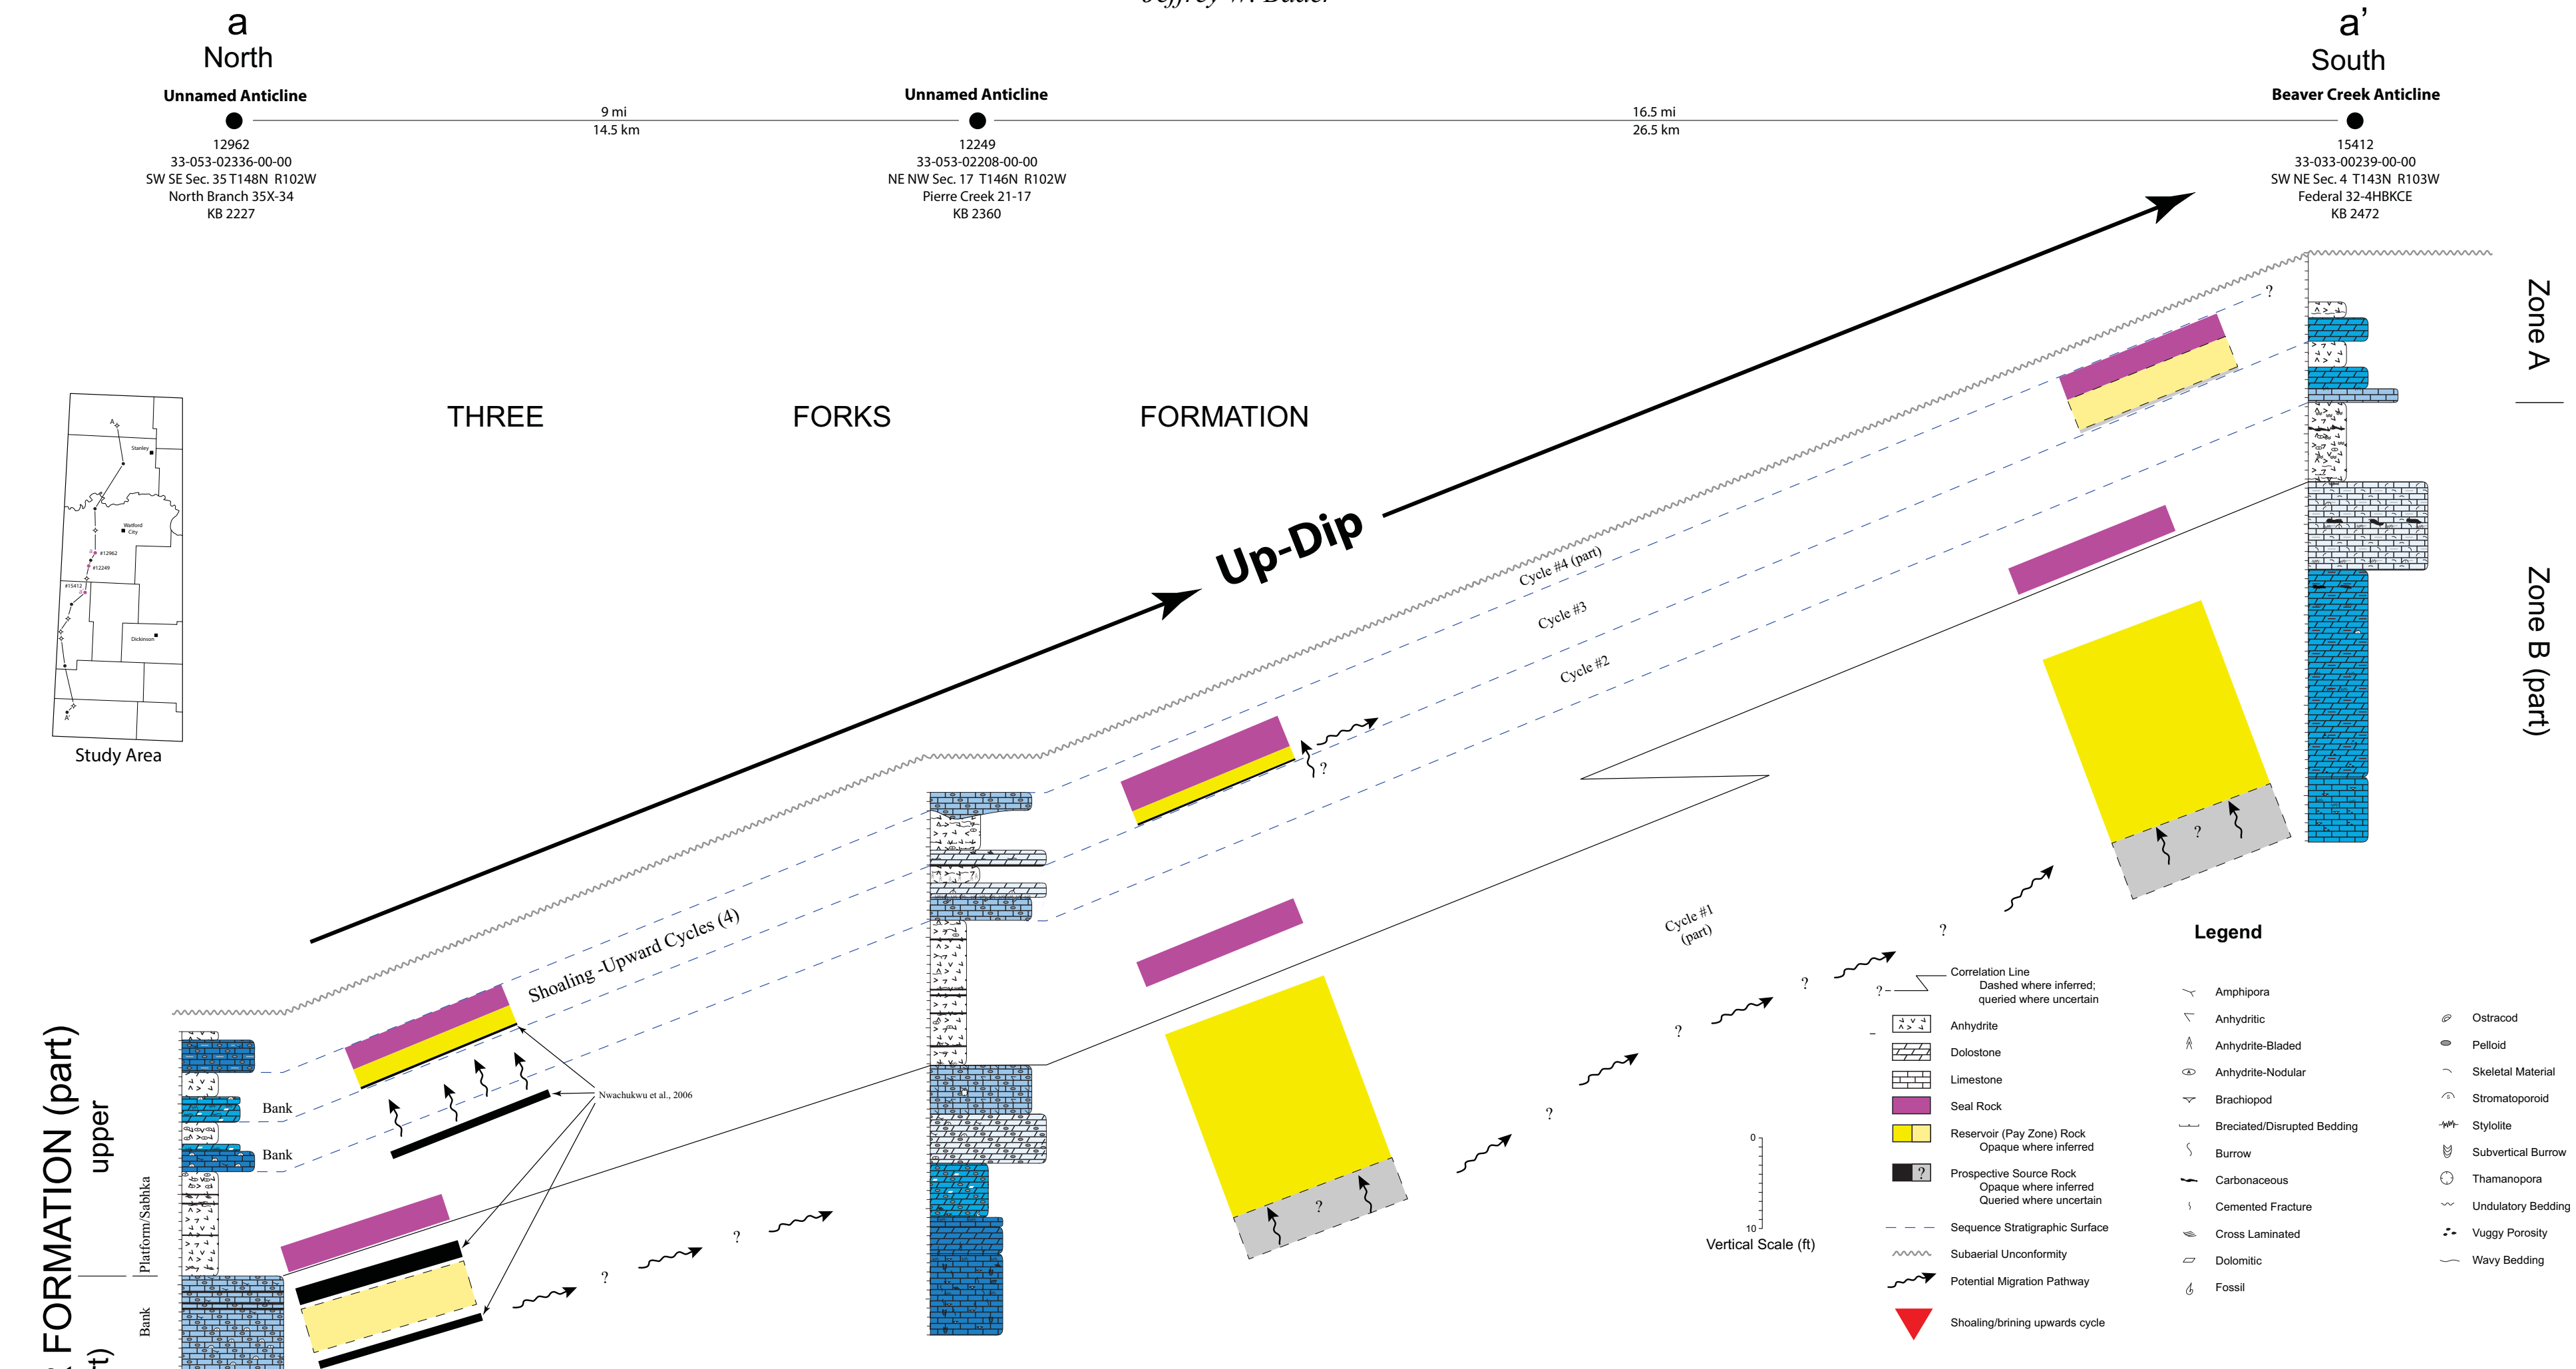 a
North
a'
South
Unnamed Anticline
Unnamed Anticline
Beaver Creek Anticline
9 mi
14.5 km
16.5 mi
26.5 km
12962
33-053-02336-00-00
SW SE Sec. 35 T148N R102W
North Branch 35X-34
KB 2227
12249
33-053-02208-00-00
NE NW Sec. 17 T146N R102W
Pierre Creek 21-17
KB 2360
15412
33-033-00239-00-00
SW NE Sec. 4 T143N R103W
Federal 32-4HBKCE
KB 2472
Zone A
Zone B (part)
THREE FORKS FORMATION
Up-Dip
A
Stanley
Watford
City
a
#12962
#12249
#15412
a'
Dickinson
A'
Study Area
Cycle #4 (part)
Cycle #3
Cycle #2
Cycle #1
(part)
Shoaling -Upward Cycles (4)
Nwachukwu et al., 2006
Bank
Bank
FORMATION (part)
upper
Platform/Sabhka
Bank
?
?
?
?
?
?
?
?
?
?
?
?
0
10
Vertical Scale (ft)
Legend
Correlation Line
Dashed where inferred;
queried where uncertain
?
Anhydrite
Dolostone
Limestone
Seal Rock
Reservoir (Pay Zone) Rock
Opaque where inferred
?
Prospective Source Rock
Opaque where inferred
Queried where uncertain
Sequence Stratigraphic Surface
Subaerial Unconformity
Potential Migration Pathway
Shoaling/brining upwards cycle
Amphipora
Anhydritic
Anhydrite-Bladed
Anhydrite-Nodular
Brachiopod
Breciated/Disrupted Bedding
Burrow
Carbonaceous
Cemented Fracture
Cross Laminated
Dolomitic
Fossil
Ostracod
Pelloid
Skeletal Material
Stromatoporoid
Stylolite
Subvertical Burrow
Thamanopora
Undulatory Bedding
Vuggy Porosity
Wavy Bedding